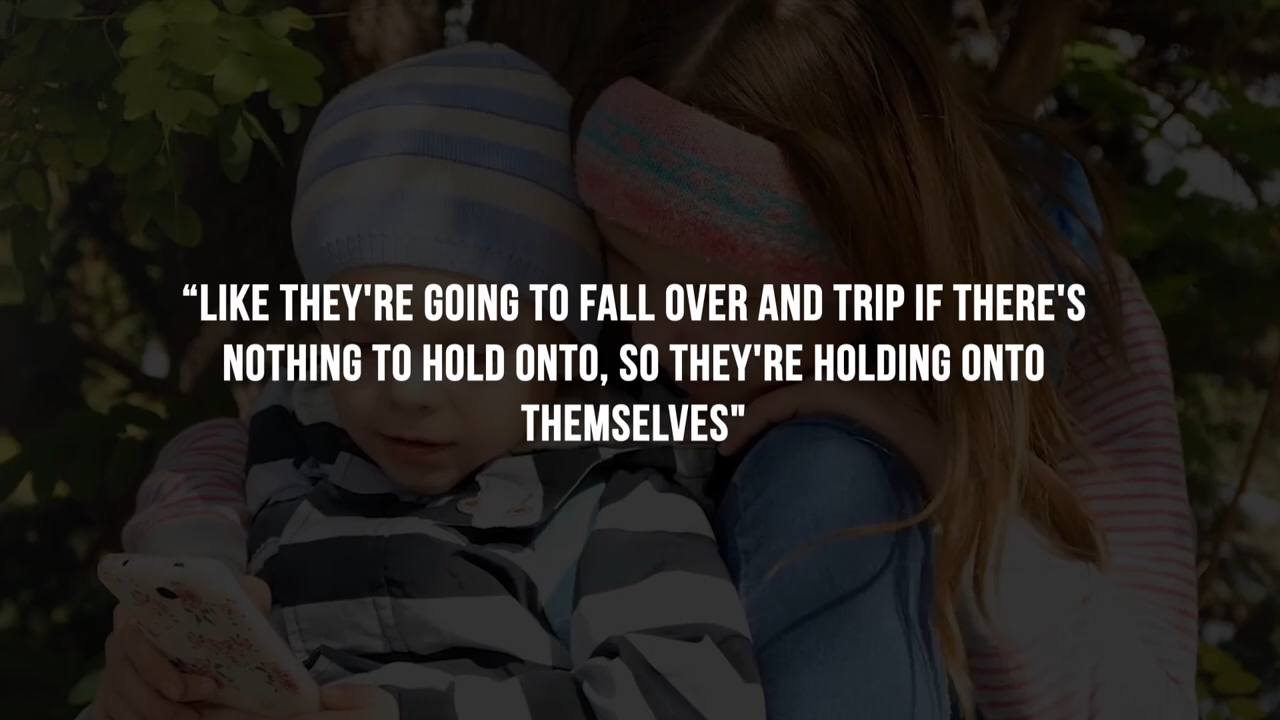 “LIKE THEY'RE GOING TO FALL OVER AND TRIP IF THERE'S
NOTHING TO HOLD ONTO, SO THEY'RE HOLDING ONTO
THEMSELVES"